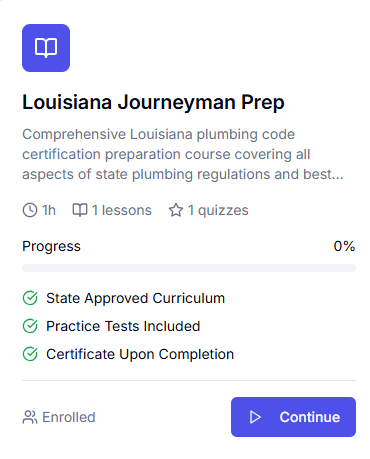 Louisiana Journeyman Prep
Comprehensive Louisiana plumbing code
certification preparation course covering all
aspects of state plumbing regulations and best...
1h 1 lessons 1 quizzes
Progress 0%
State Approved Curriculum
Practice Tests Included
Certificate Upon Completion
Enrolled Continue